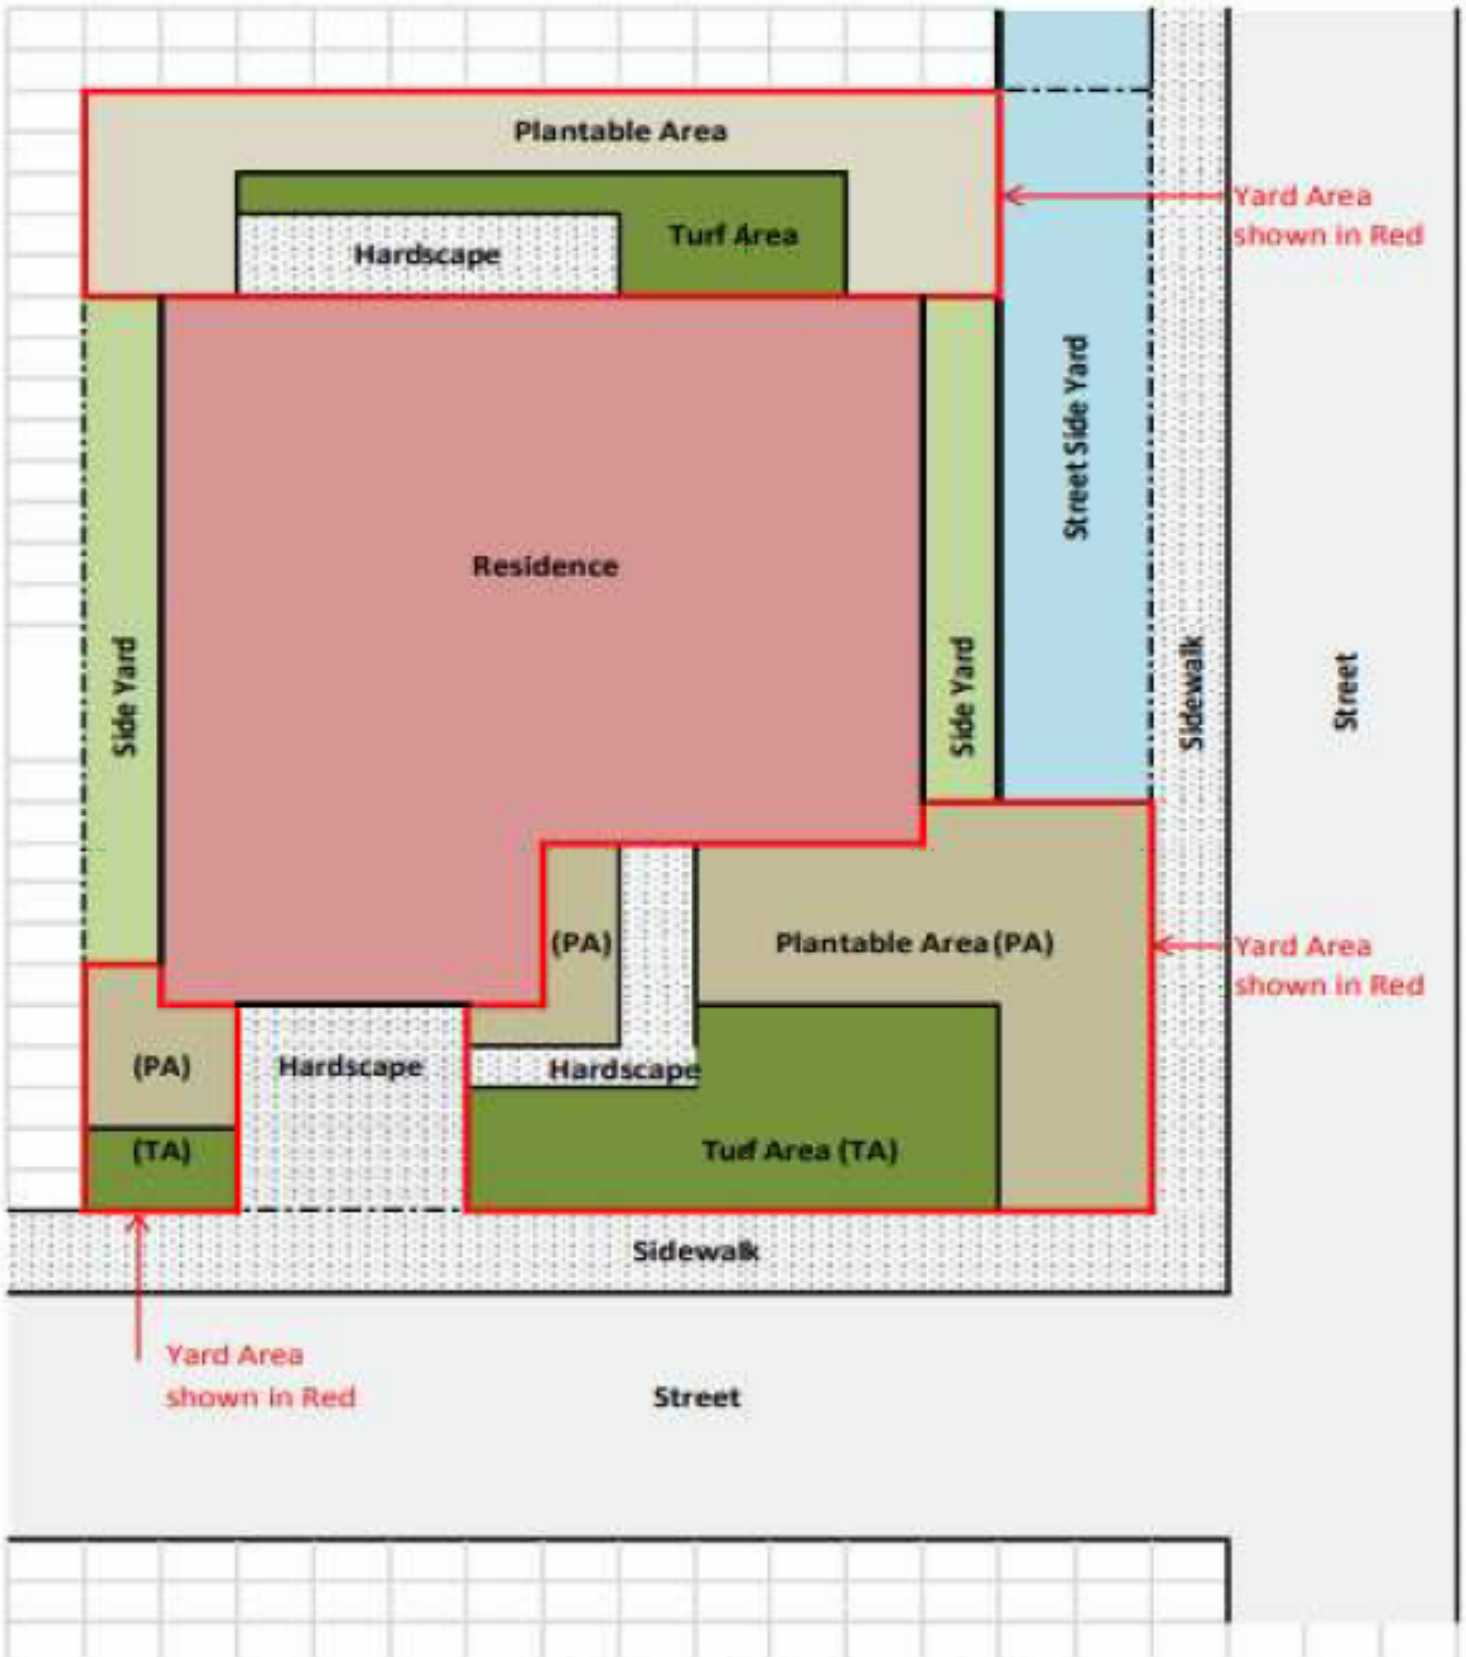 Plantable Area
Yard Area
shown in Red
Turf Area
Hardscape
Street Side Yard
Residence
Side Yard
Side Yard
Sidewalk
Street
(PA)
Plantable Area (PA)
Yard Area
shown in Red
(PA)
Hardscape
Hardscape
(TA)
Turf Area (TA)
Sidewalk
Yard Area
shown in Red
Street